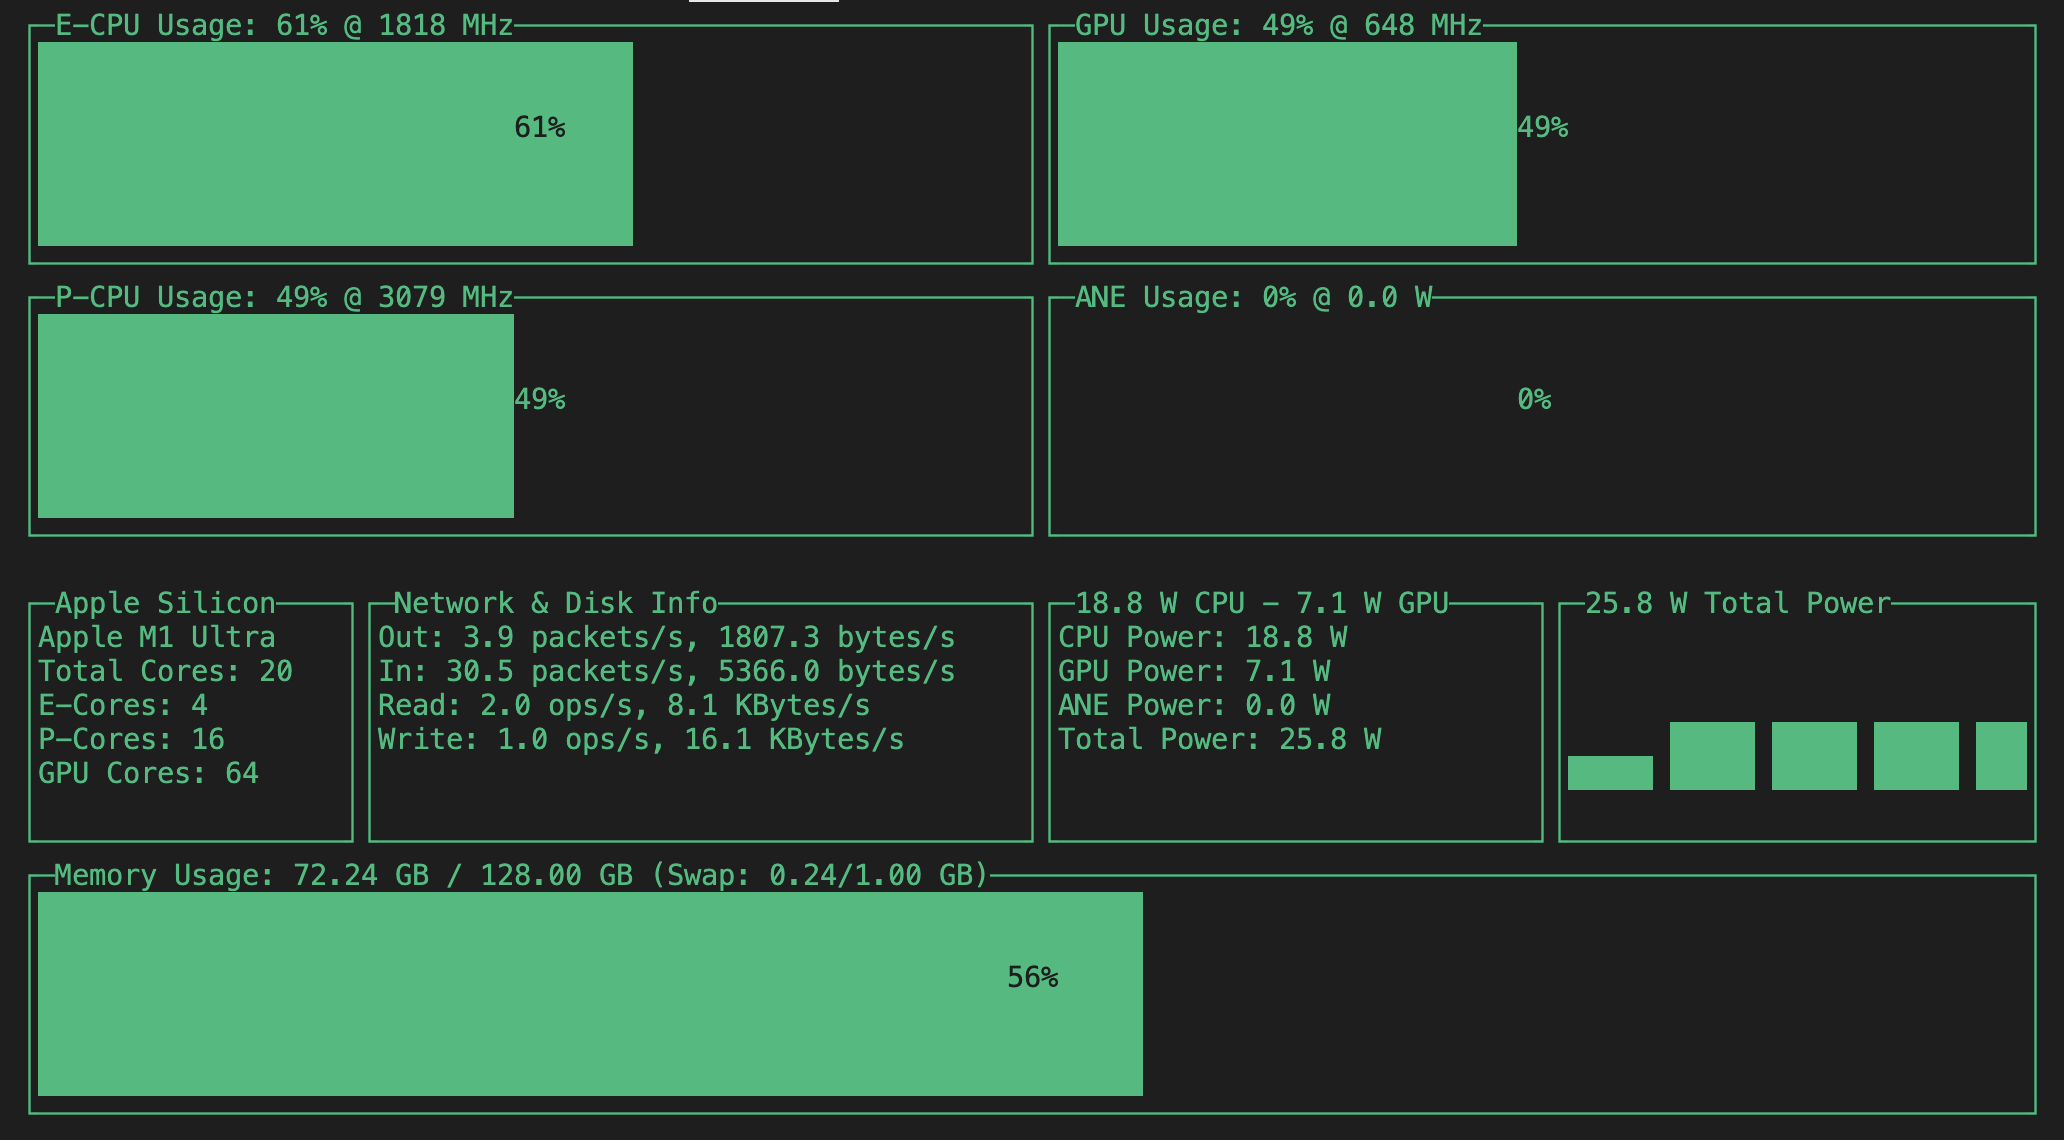 E-CPU Usage: 61% @ 1818 MHz
61%
GPU Usage: 49% @ 648 MHz
49%
P-CPU Usage: 49% @ 3079 MHz
49%
ANE Usage: 0% @ 0.0 W
0%
Apple Silicon
Apple M1 Ultra
Total Cores: 20
E-Cores: 4
P-Cores: 16
GPU Cores: 64
Network & Disk Info
Out: 3.9 packets/s, 1807.3 bytes/s
In: 30.5 packets/s, 5366.0 bytes/s
Read: 2.0 ops/s, 8.1 KBytes/s
Write: 1.0 ops/s, 16.1 KBytes/s
18.8 W CPU - 7.1 W GPU
CPU Power: 18.8 W
GPU Power: 7.1 W
ANE Power: 0.0 W
Total Power: 25.8 W
25.8 W Total Power
Memory Usage: 72.24 GB / 128.00 GB (Swap: 0.24/1.00 GB)
56%